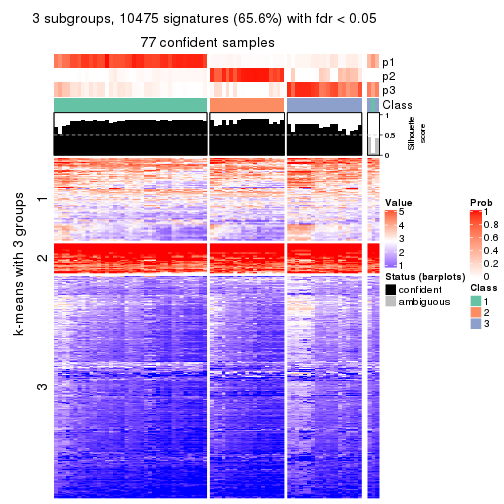 3 subgroups, 10475 signatures (65.6%) with fdr < 0.05
77 confident samples
p1
p2
p3
Class
1
0.5
0
Silhouette
score
k-means with 3 groups
1
2
3
Value
5
4
3
2
1
Status (barplots)
confident
ambiguous
Prob
1
0.8
0.6
0.4
0.2
0
Class
1
2
3